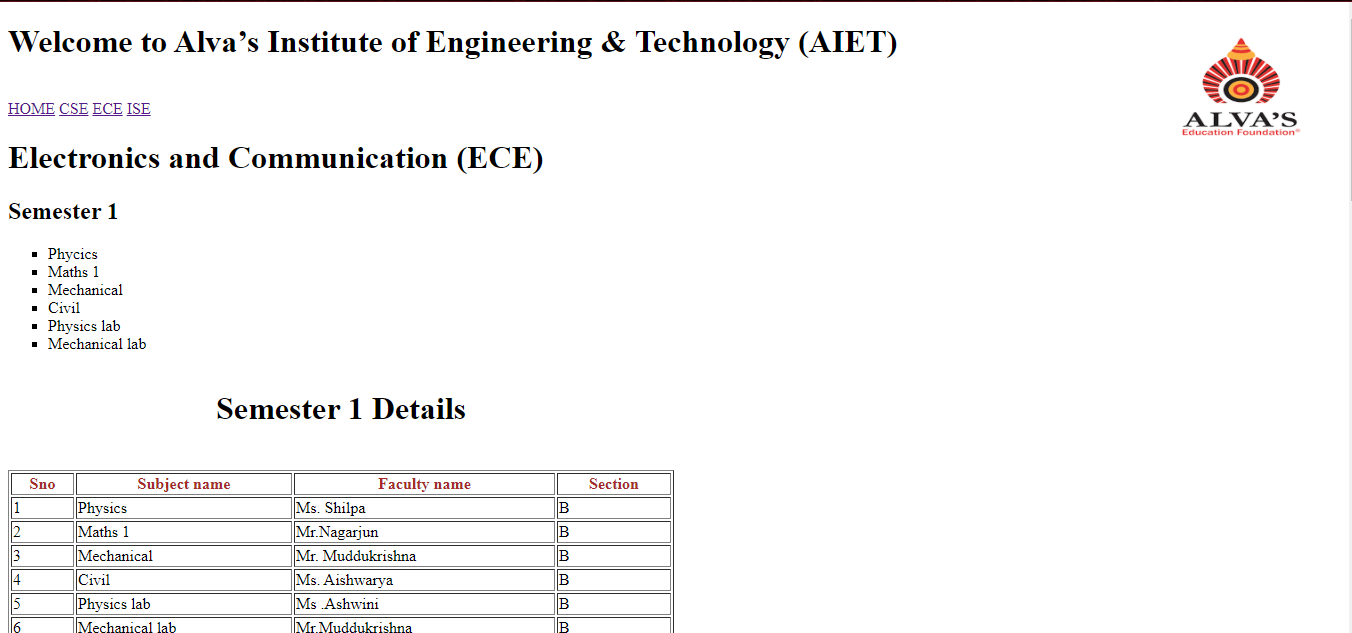 Welcome to Alva’s Institute of Engineering & Technology (AIET)
ALVA'S
Education Foundation®
HOME CSE ECE ISE
Electronics and Communication (ECE)
Semester 1
Phycics
Maths 1
Mechanical
Civil
Physics lab
Mechanical lab
Semester 1 Details
Sno Subject name Faculty name Section
1 Physics Ms. Shilpa B
2 Maths 1 Mr.Nagarjun B
3 Mechanical Mr. Muddukrishna B
4 Civil Ms. Aishwarya B
5 Physics lab Ms .Ashwini B
6 Mechanical lab Mr.Muddukrishna B